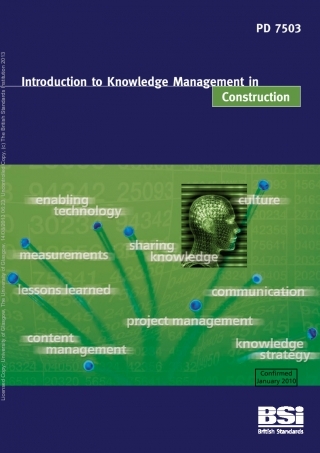 PD 7503
Introduction to Knowledge Management in
Construction
enabling
technology
culture
sharing
knowledge
measurements
lessons learned
communication
project management
content
management
knowledge
strategy
Confirmed
January 2010
BSi
British Standards